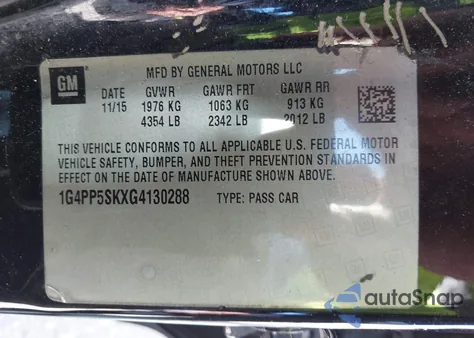 GM
MFD BY GENERAL MOTORS LLC
DATE GVWR GAWR FRT GAWR RR
11/15 1976 KG 1063 KG 913 KG
4354 LB 2342 LB 2012 LB
THIS VEHICLE CONFORMS TO ALL APPLICABLE U.S. FEDERAL MOTOR
VEHICLE SAFETY, BUMPER, AND THEFT PREVENTION STANDARDS IN
EFFECT ON THE DATE OF MANUFACTURE SHOWN ABOVE.
1G4PP5SKXG4130288 TYPE: PASS CAR
autoSnap